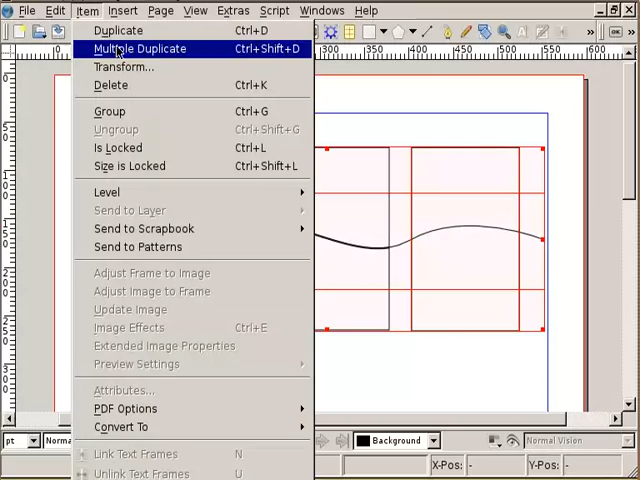 File Edit Item Insert Page View Extras Script Windows Help
0 300 350 400 450 500 550 600
Duplicate Ctrl+D
Multiple Duplicate Ctrl+Shift+D
Transform...
Delete Ctrl+K
Group Ctrl+G
Ungroup Ctrl+Shift+G
Is Locked Ctrl+L
Size is Locked Ctrl+Shift+L
Level
Send to Layer
Send to Scrapbook
Send to Patterns
Adjust Frame to Image
Adjust Image to Frame
Update Image
Image Effects Ctrl+E
Extended Image Properties
Preview Settings
Attributes...
PDF Options
Convert To
pt Norma Background Normal Vision
Link Text Frames N
X-Pos: - Y-Pos: -
Unlink Text Frames U